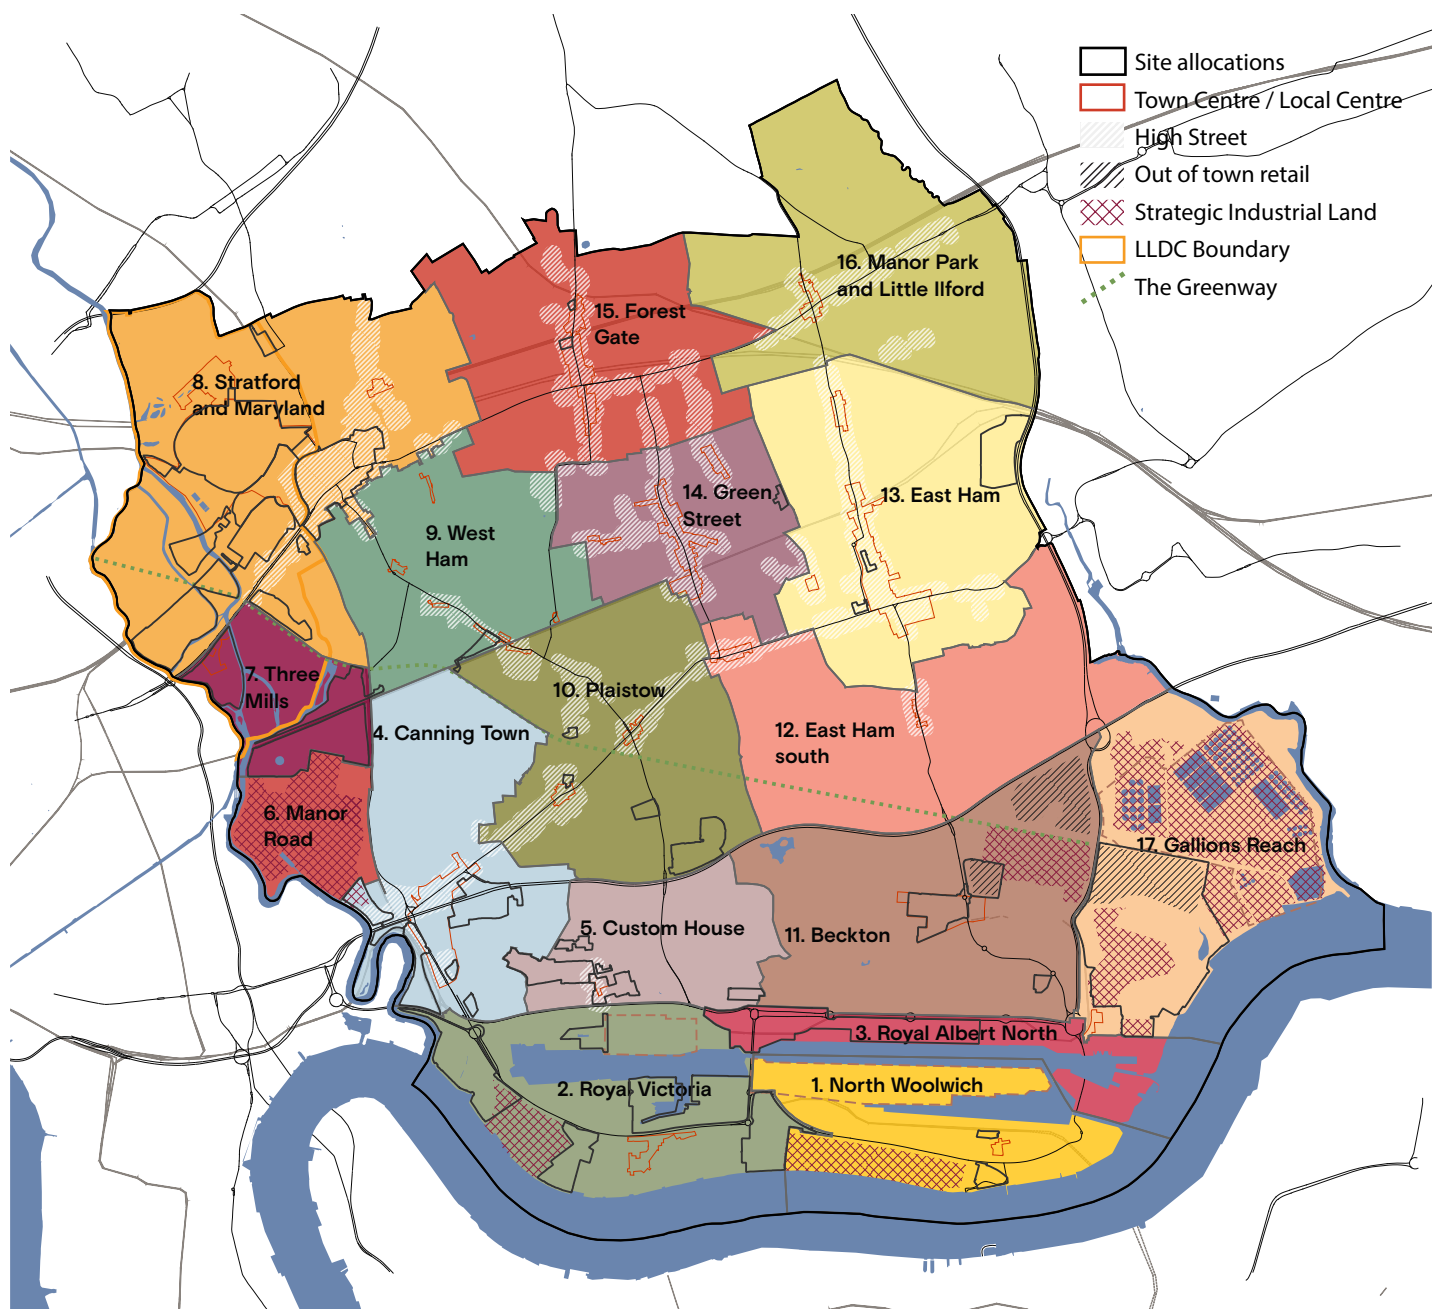 Site allocations
Town Centre / Local Centre
High Street
Out of town retail
Strategic Industrial Land
LLDC Boundary
The Greenway
16. Manor Park
and Little Ilford
15. Forest
Gate
8. Stratford
and Maryland
14. Green
Street
13. East Ham
9. West
Ham
7. Three
Mills
10. Plaistow
4. Canning Town
12. East Ham
south
6. Manor
Road
17. Gallions Reach
5. Custom House
11. Beckton
3. Royal Albert North
2. Royal Victoria
1. North Woolwich